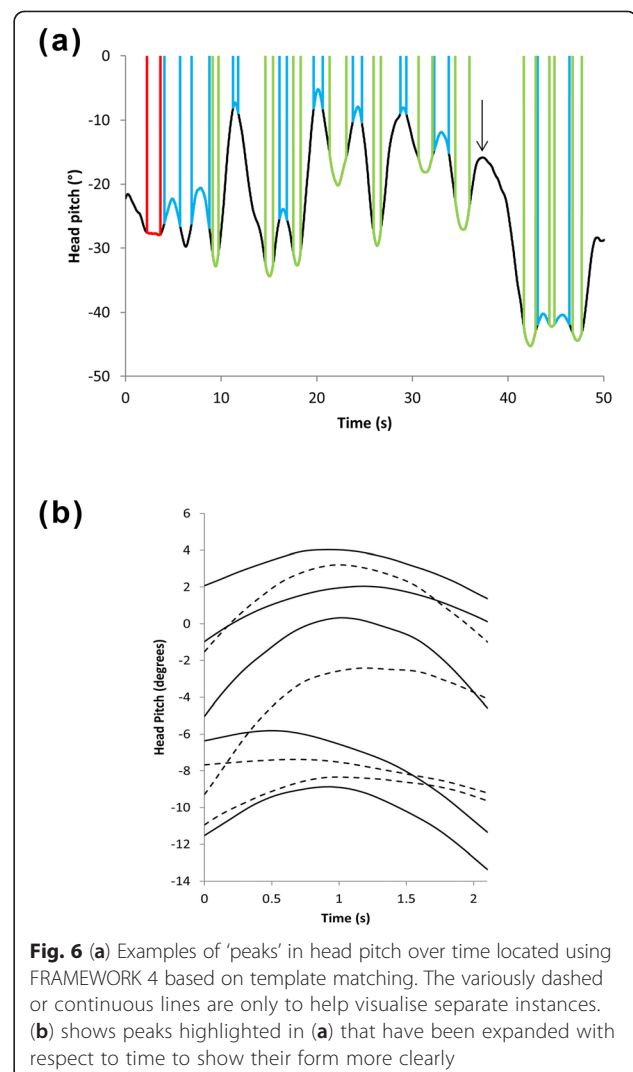 (a)
0
-10
-20
-30
-40
-50
Head pitch (°)
0 10 20 30 40 50
Time (s)
(b)
6
4
2
0
-2
-4
-6
-8
-10
-12
-14
Head Pitch (degrees)
0 0.5 1 1.5 2
Time (s)
Fig. 6 (a) Examples of ‘peaks’ in head pitch over time located using
FRAMEWORK 4 based on template matching. The variously dashed
or continuous lines are only to help visualise separate instances.
(b) shows peaks highlighted in (a) that have been expanded with
respect to time to show their form more clearly